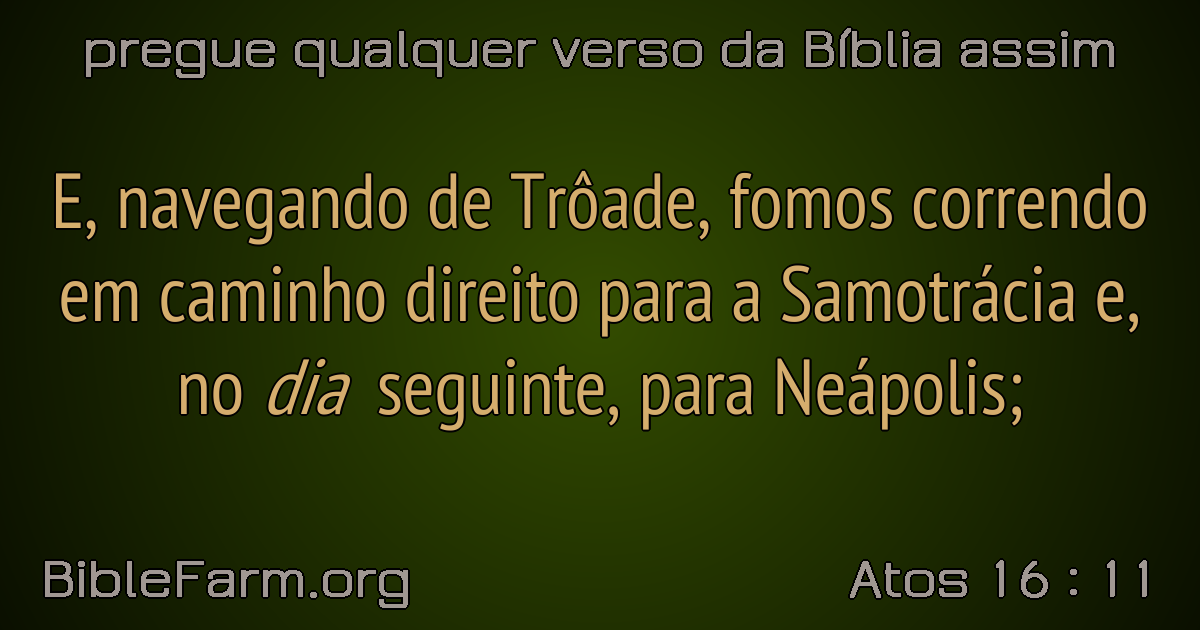 pregue qualquer verso da Bíblia assim
E, navegando de Trôade, fomos correndo
em caminho direito para a Samotrácia e,
no dia seguinte, para Neápolis;
BibleFarm.org
Atos 16 : 11